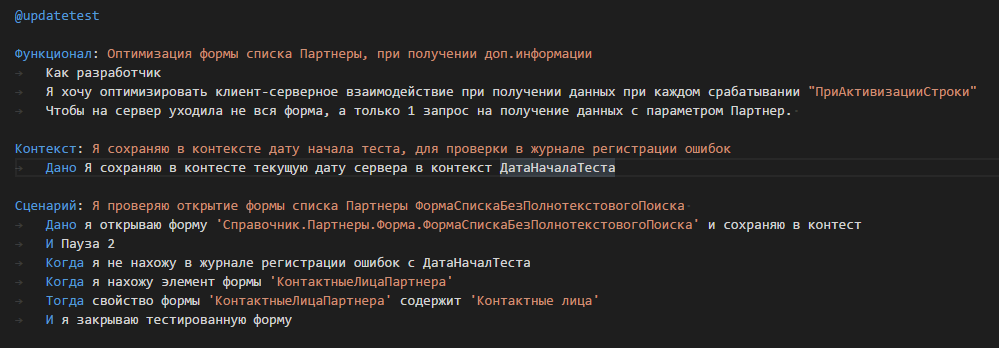 @updatetest
Функционал: Оптимизация формы списка Партнеры, при получении доп.информации
Как разработчик
Я хочу оптимизировать клиент-серверное взаимодействие при получении данных при каждом срабатывании "ПриАктивизацииСтроки"
Чтобы на сервер уходила не вся форма, а только 1 запрос на получение данных с параметром Партнер.
Контекст: Я сохраняю в контексте дату начала теста, для проверки в журнале регистрации ошибок
Дано Я сохраняю в контесте текущую дату сервера в контекст ДатаНачалаТеста
Сценарий: Я проверяю открытие формы списка Партнеры ФормаСпискаБезПолнотекстовогоПоиска
Дано я открываю форму 'Справочник.Партнеры.Форма.ФормаСпискаБезПолнотекстовогоПоиска' и сохраняю в контест
И Пауза 2
Когда я не нахожу в журнале регистрации ошибок с ДатаНачалТеста
Когда я нахожу элемент формы 'КонтактныеЛицаПартнера'
Тогда свойство формы 'КонтактныеЛицаПартнера' содержит 'Контактные лица'
И я закрываю тестированную форму